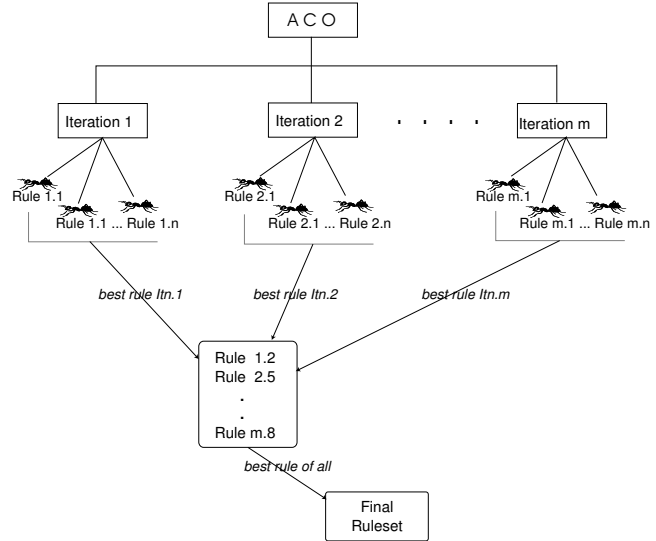 A C O
Iteration 1
Iteration 2
. . . .
Iteration m
Rule 1.1
Rule 1.1 ... Rule 1.n
Rule 2.1
Rule 2.1 ... Rule 2.n
Rule m.1
Rule m.1 ... Rule m.n
best rule Itn.1
best rule Itn.2
best rule Itn.m
Rule 1.2
Rule 2.5
.
.
Rule m.8
best rule of all
Final
Ruleset